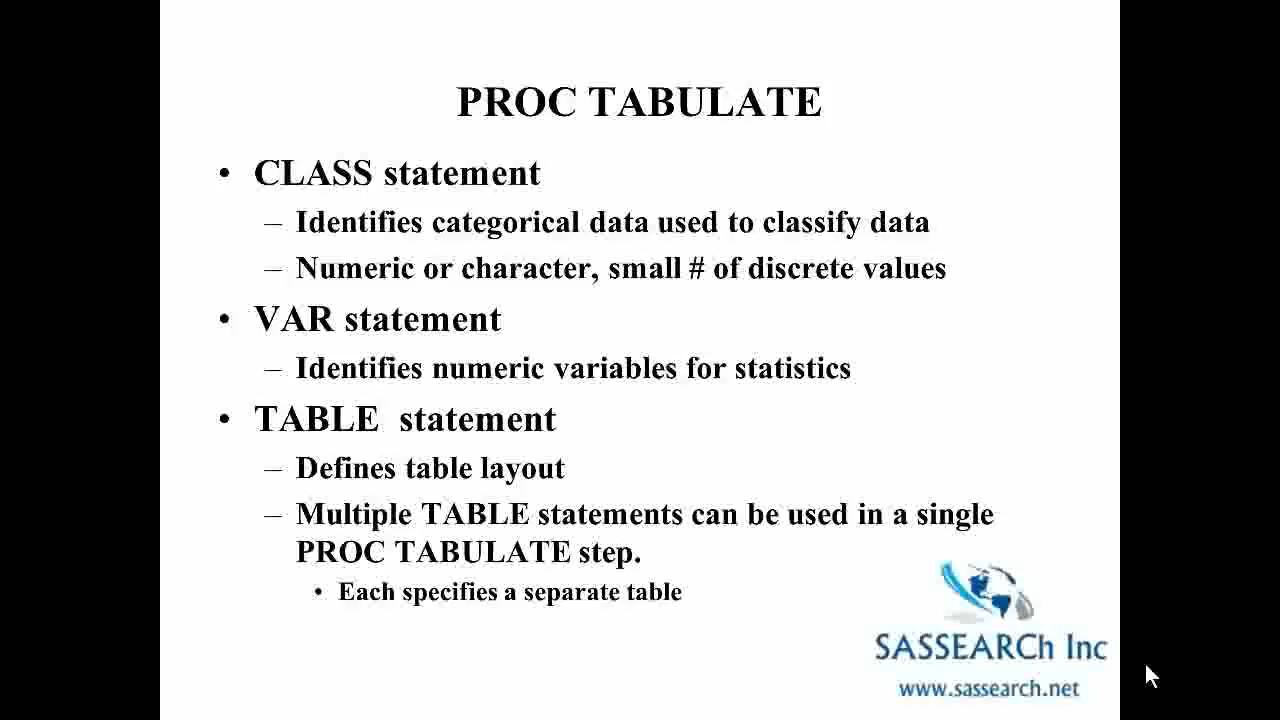 PROC TABULATE
• CLASS statement
– Identifies categorical data used to classify data
– Numeric or character, small # of discrete values
• VAR statement
– Identifies numeric variables for statistics
• TABLE statement
– Defines table layout
– Multiple TABLE statements can be used in a single
PROC TABULATE step.
• Each specifies a separate table
SASSEARCh Inc
www.sassearch.net